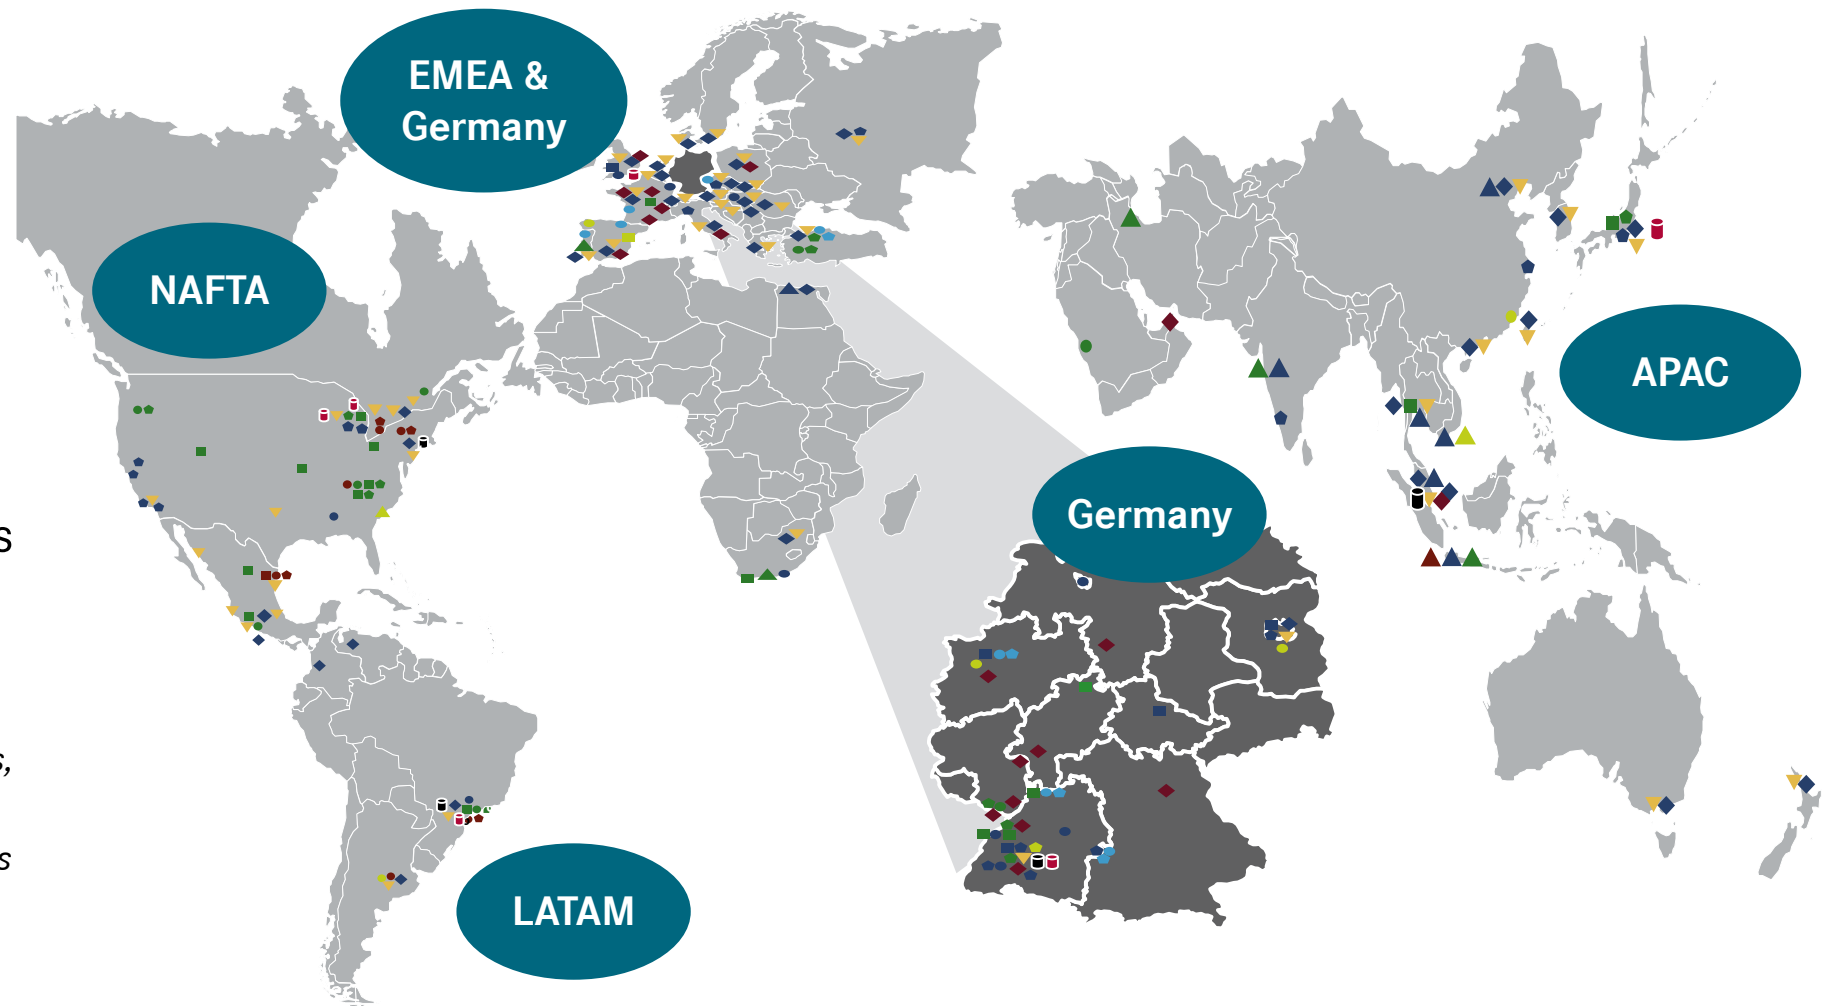 EMEA &
Germany
NAFTA
APAC
Germany
s
s,
s
LATAM